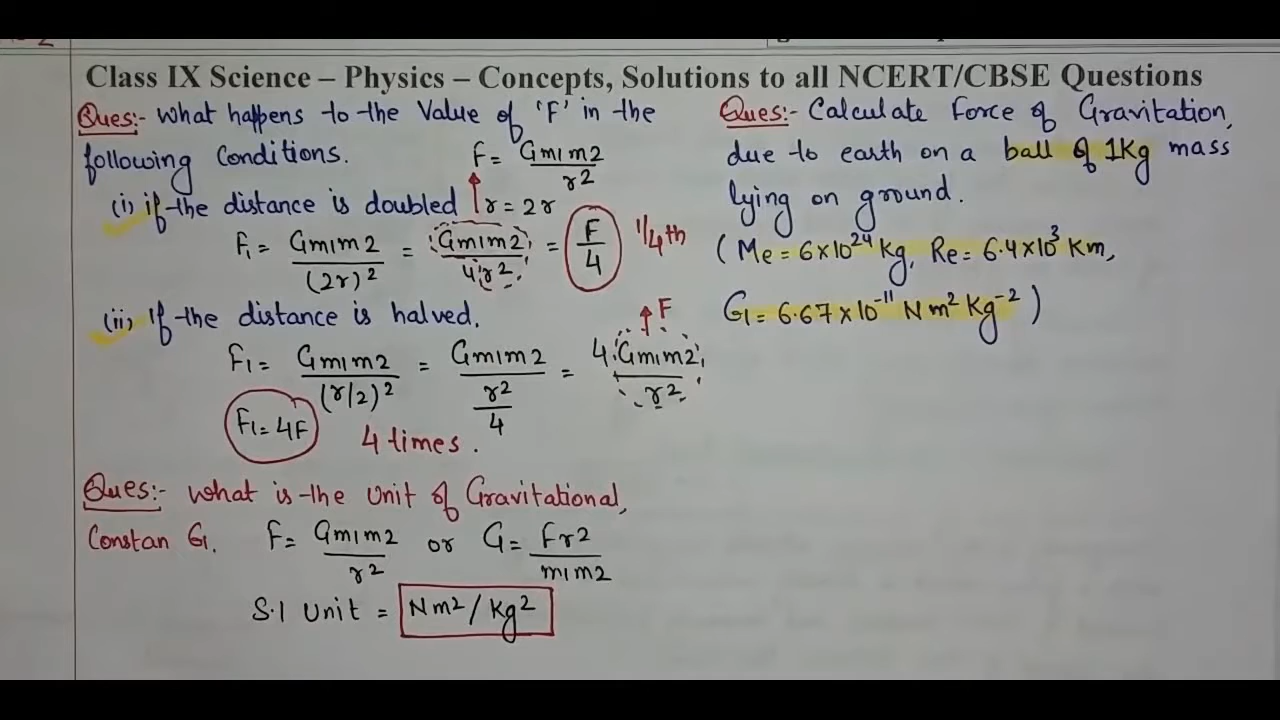 Class IX Science – Physics – Concepts, Solutions to all NCERT/CBSE Questions
Ques:- What happens to the Value of 'F' in the
following Conditions.
F = Gm1m2 / r2
(i) if the distance is doubled r = 2r
F1 = Gm1m2 / (2r)2 = Gm1m2 / 4r2 = F/4 1/4th
(ii) If the distance is halved.
F1 = Gm1m2 / (r/2)2 = Gm1m2 / r2/4 = 4.Gm1m2 / r2
F
F1 = 4F 4 times.
Ques:- What is the Unit of Gravitational
Constan G. F = Gm1m2 / r2 or G = Fr2 / m1m2
S.I Unit = Nm2 / Kg2
Ques:- Calculate Force of Gravitation,
due to earth on a ball of 1Kg mass
lying on ground.
(Me = 6×10^24 Kg, Re = 6.4×10^3 Km,
G = 6.67×10^-11 Nm2 Kg-2)